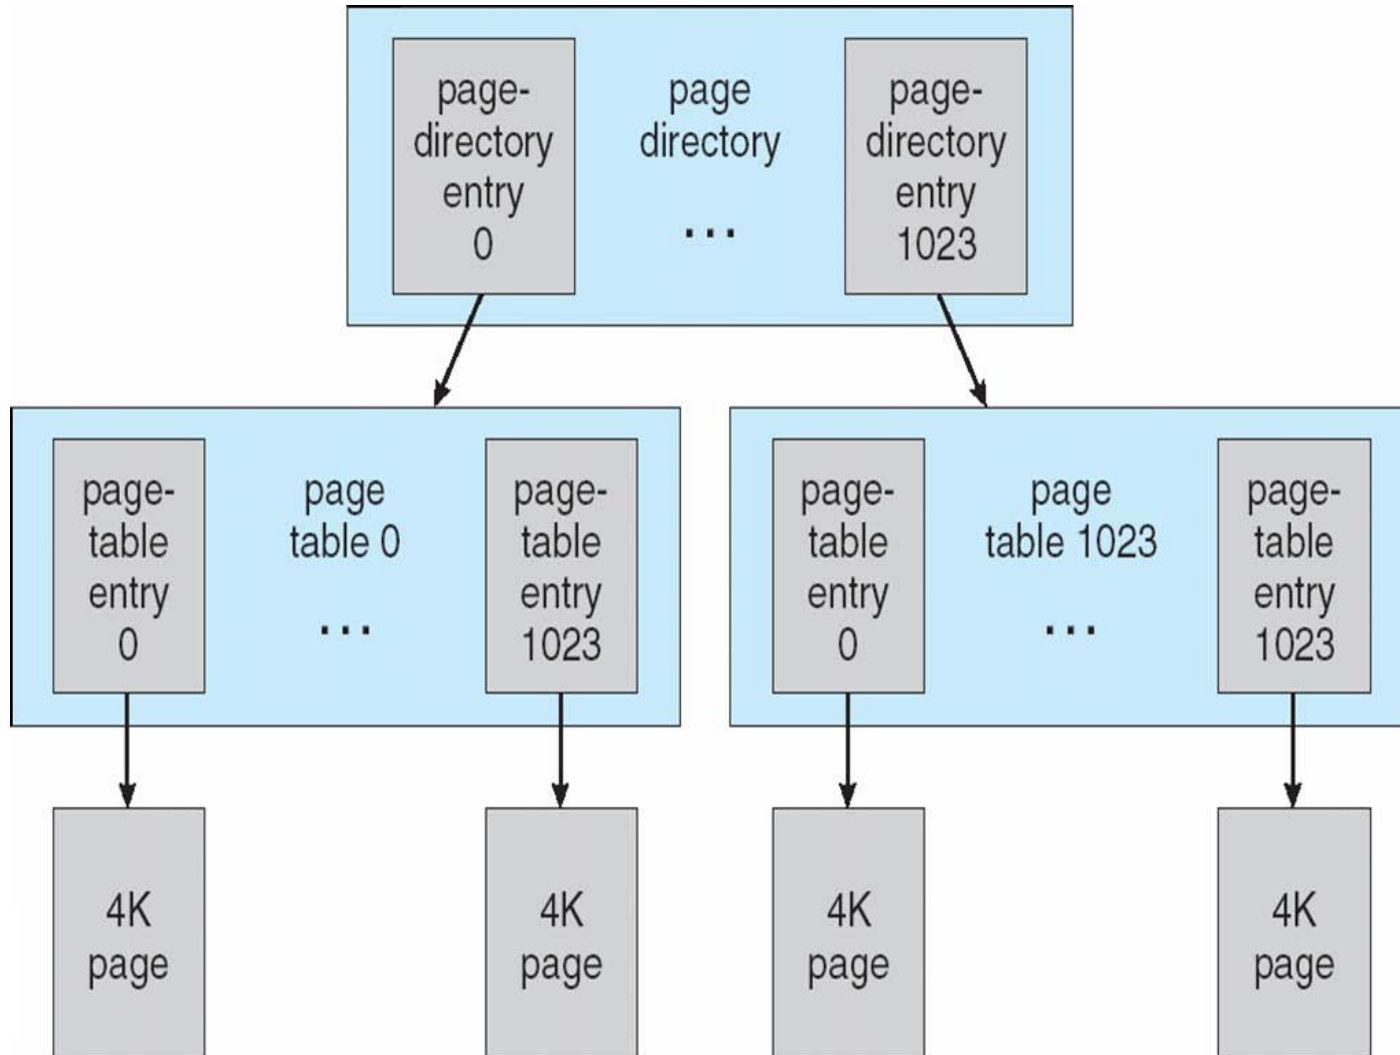 page-
directory
entry
0
page
directory
...
page-
directory
entry
1023
page-
table
entry
0
page
table 0
...
page-
table
entry
1023
page-
table
entry
0
page
table 1023
...
page-
table
entry
1023
4K
page
4K
page
4K
page
4K
page